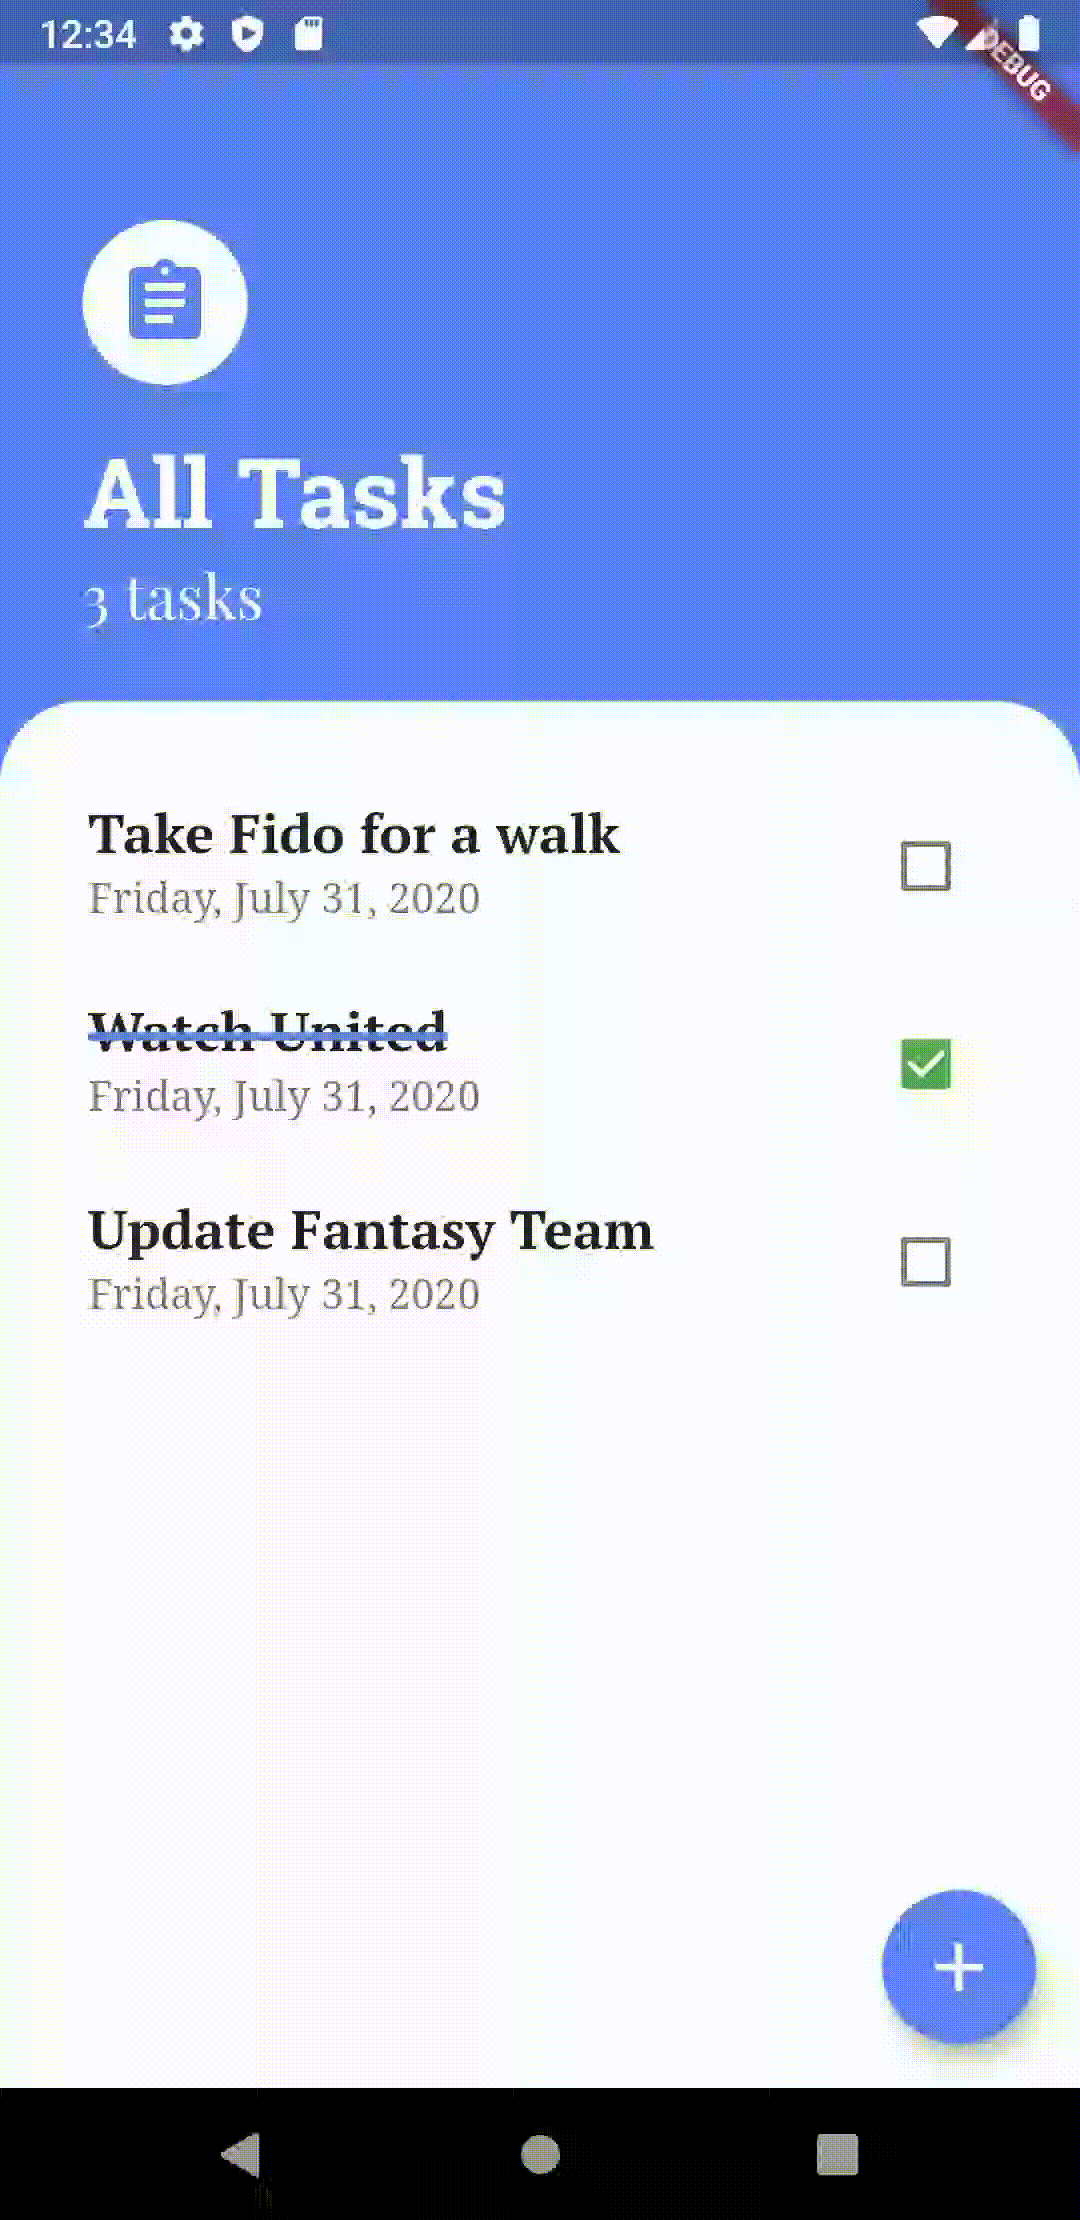 12:34
DEBUG
All Tasks
3 tasks
Take Fido for a walk
Friday, July 31, 2020
Watch United
Friday, July 31, 2020
Update Fantasy Team
Friday, July 31, 2020